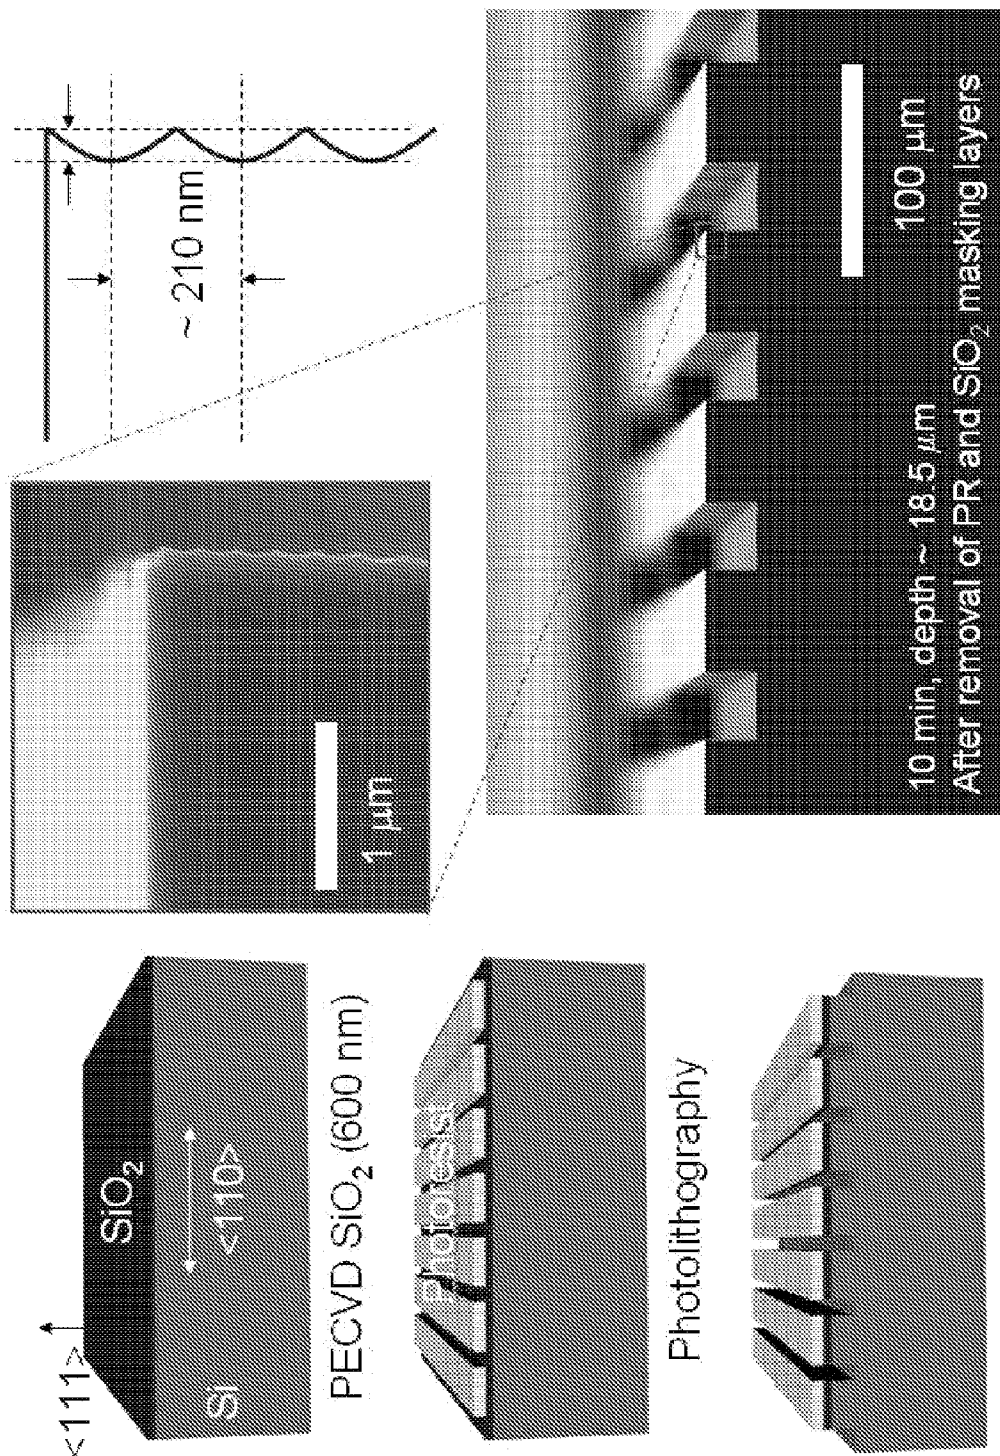 <111>
SiO₂
Si
<110>
PECVD SiO₂ (600 nm)
Photoresist
Photolithography
1 µm
~ 210 nm
100 µm
10 min, depth ~ 18.5 µm
After removal of PR and SiO₂ masking layers